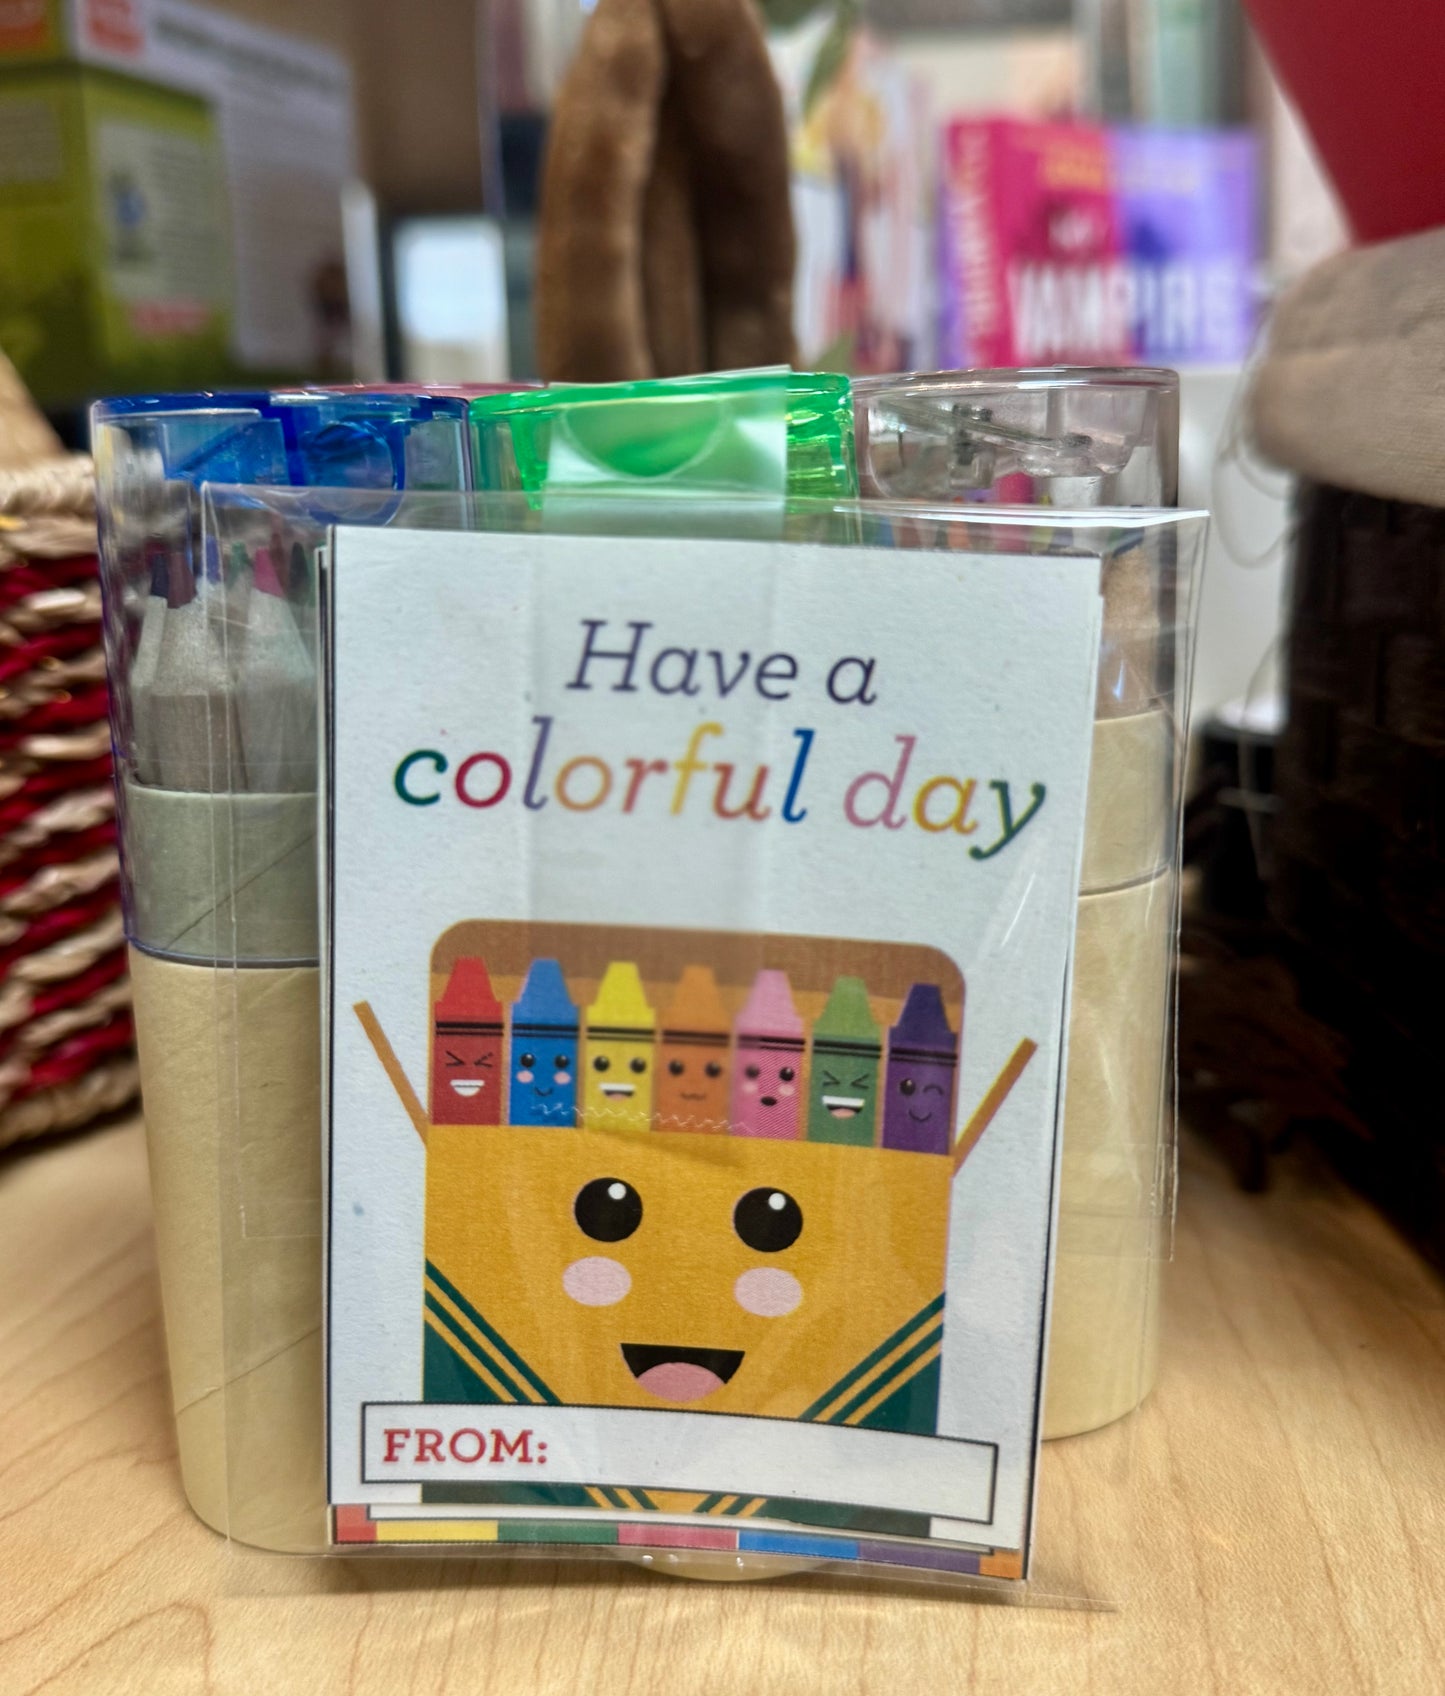 VAMPIRE
Have a
colorful day
FROM: